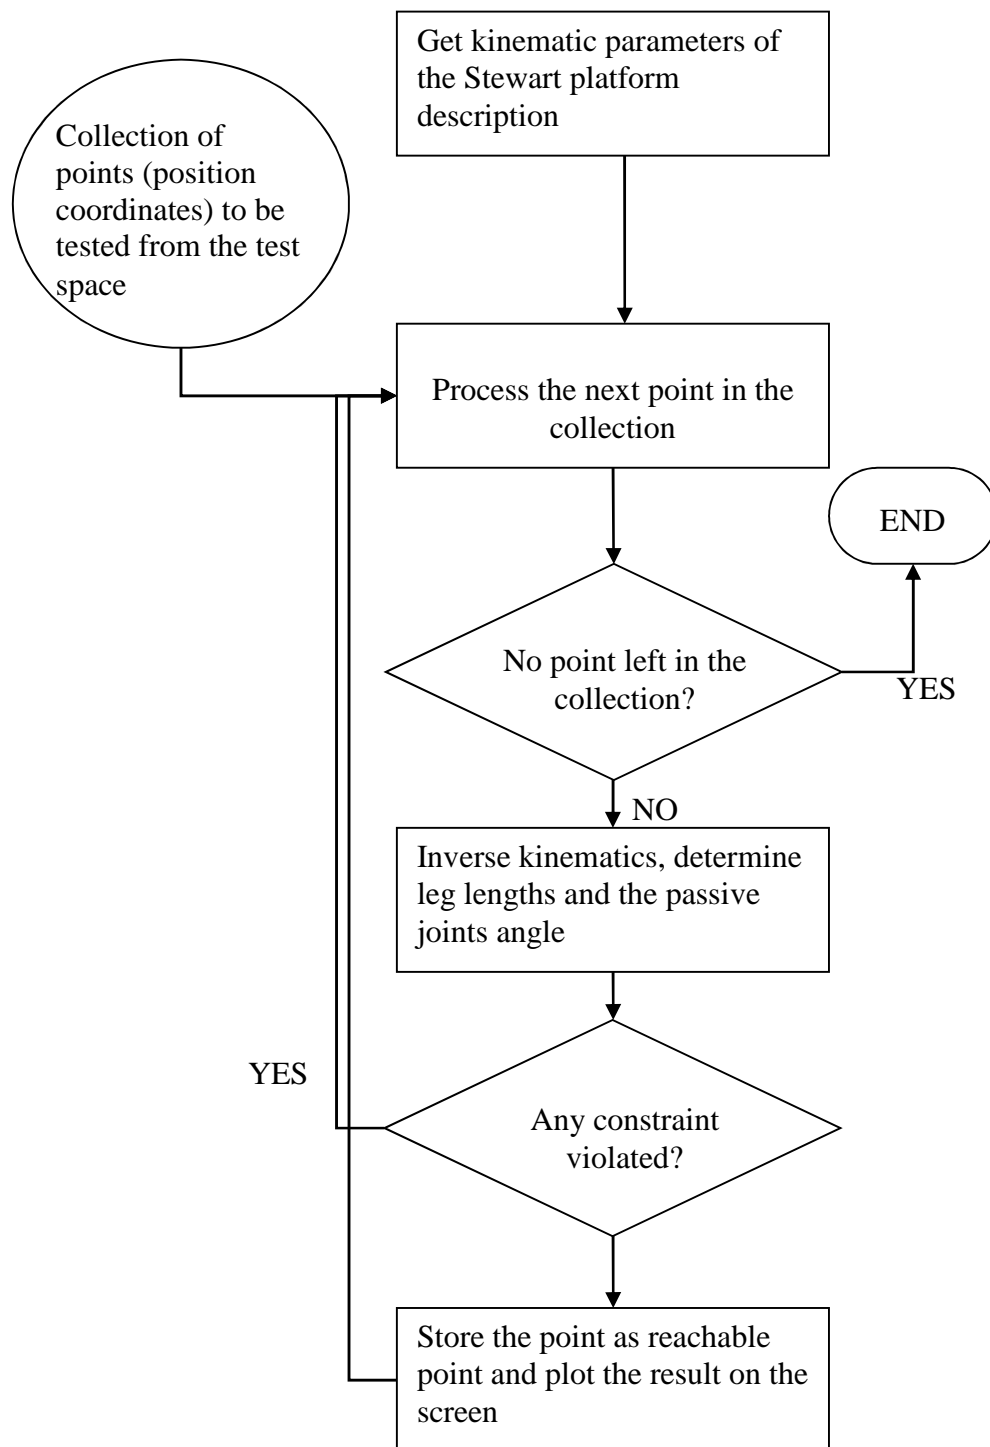 Get kinematic parameters of
the Stewart platform
description
Collection of
points (position
coordinates) to be
tested from the test
space
Process the next point in the
collection
END
No point left in the
collection?
YES
NO
Inverse kinematics, determine
leg lengths and the passive
joints angle
YES
Any constraint
violated?
Store the point as reachable
point and plot the result on the
screen